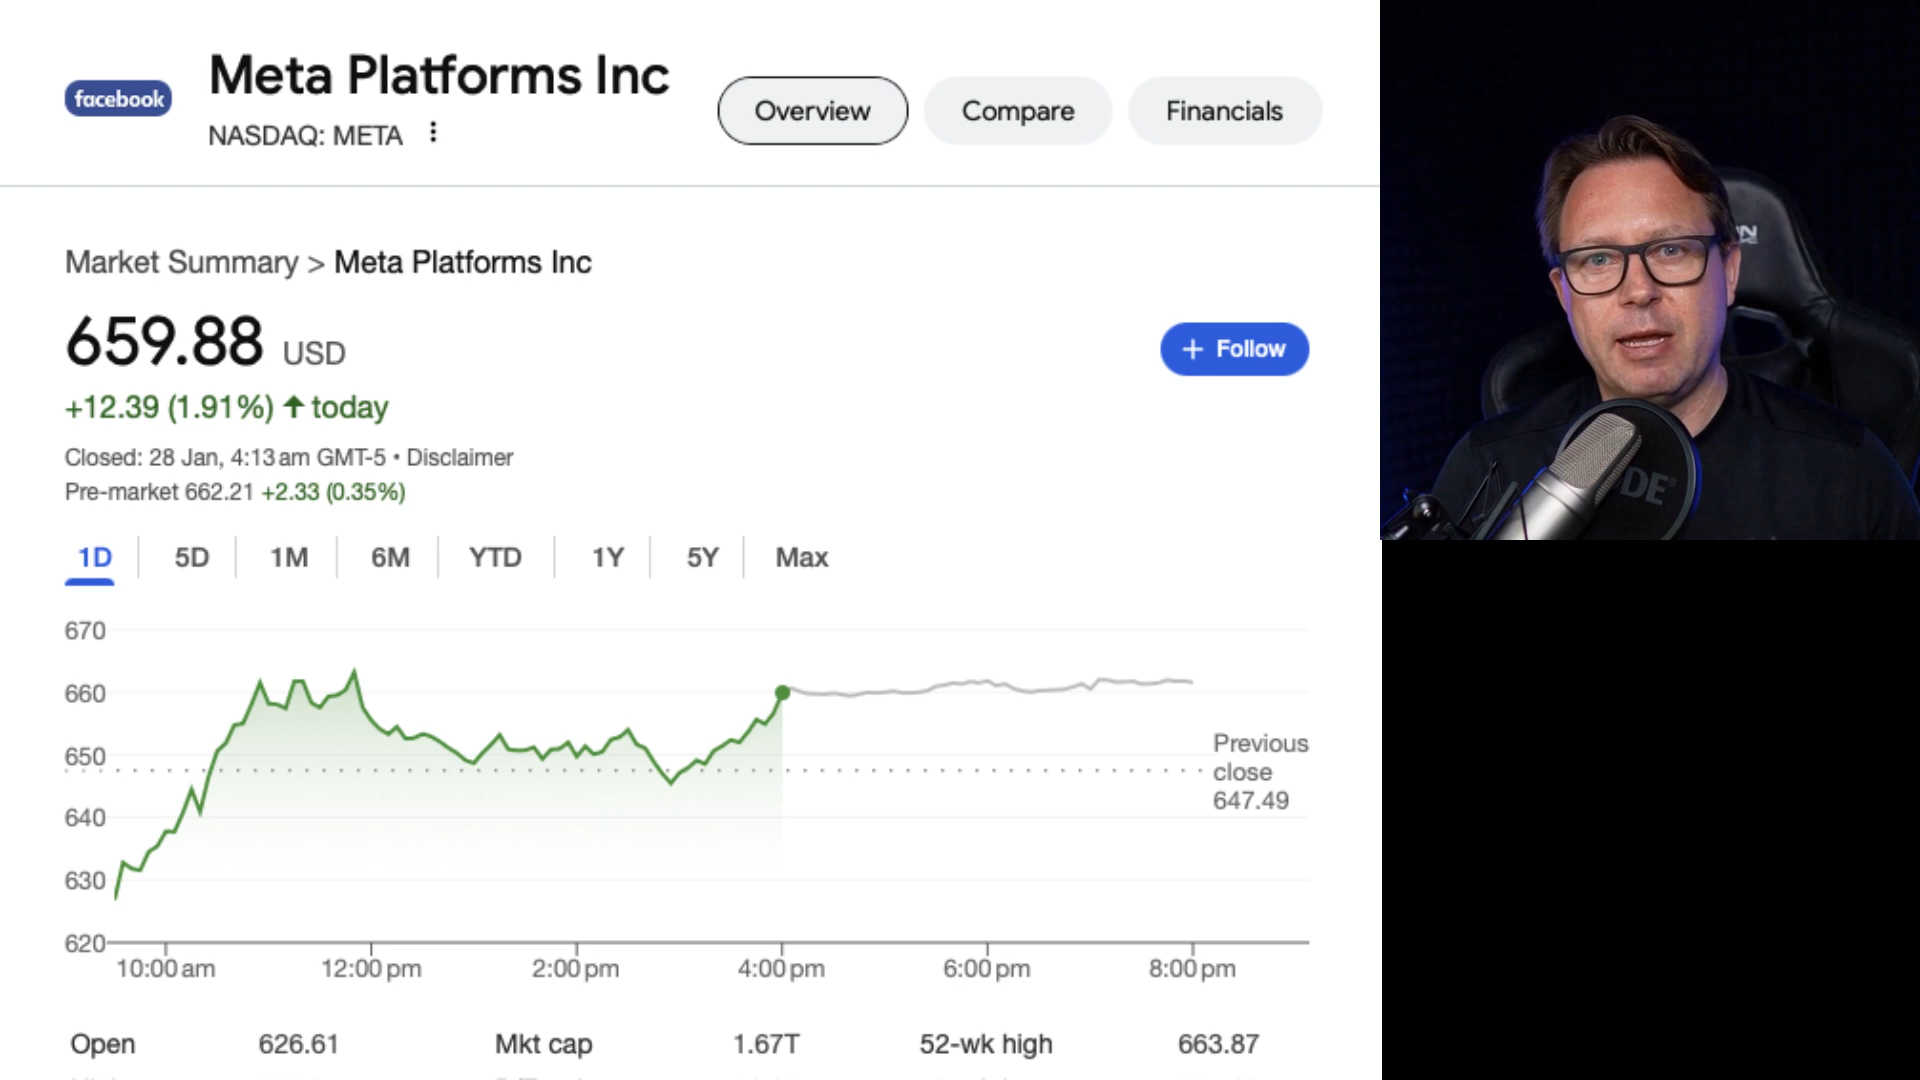 facebook
Meta Platforms Inc
NASDAQ: META
Overview
Compare
Financials
Market Summary > Meta Platforms Inc
659.88 USD
+ Follow
+12.39 (1.91%) ↑ today
Closed: 28 Jan, 4:13 am GMT-5 • Disclaimer
Pre-market 662.21 +2.33 (0.35%)
1D 5D 1M 6M YTD 1Y 5Y Max
670
660
650
640
630
620
Previous
close
647.49
10:00 am 12:00 pm 2:00 pm 4:00 pm 6:00 pm 8:00 pm
Open 626.61 Mkt cap 1.67T 52-wk high 663.87